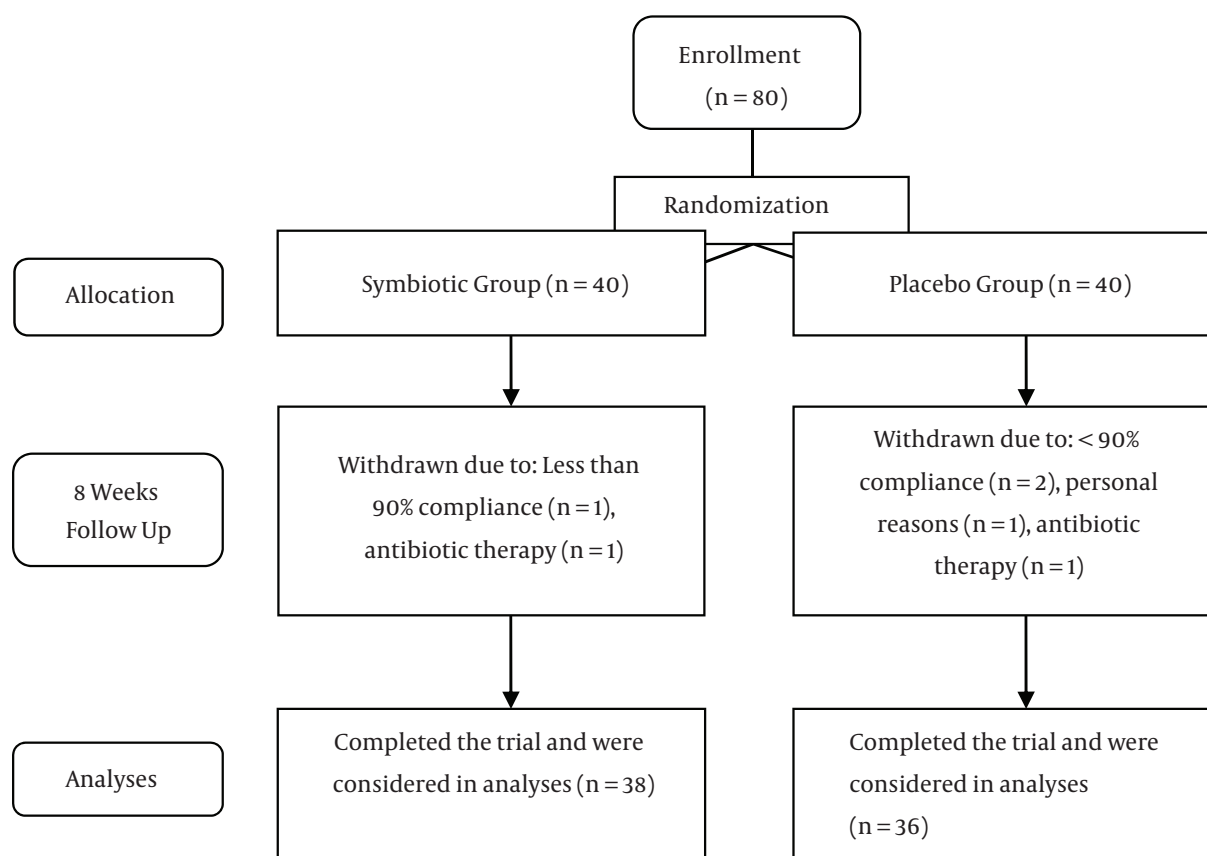 Enrollment
(n = 80)
Randomization
Allocation
Symbiotic Group (n = 40)
Placebo Group (n = 40)
8 Weeks
Follow Up
Withdrawn due to: Less than
90% compliance (n = 1),
antibiotic therapy (n = 1)
Withdrawn due to: < 90%
compliance (n = 2), personal
reasons (n = 1), antibiotic
therapy (n = 1)
Analyses
Completed the trial and were
considered in analyses (n = 38)
Completed the trial and were
considered in analyses
(n = 36)